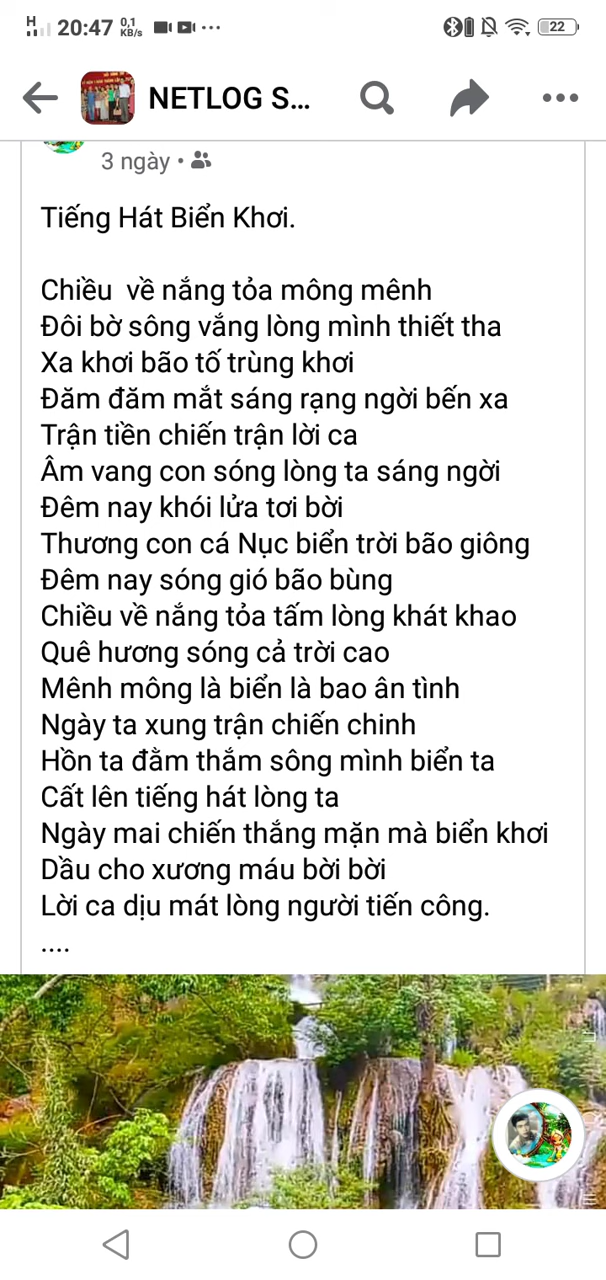 H 20:47 0,1 KB/s ... 22
NETLOG S...
3 ngày
Tiếng Hát Biển Khơi.
Chiều  về nắng tỏa mông mênh
Đôi bờ sông vắng lòng mình thiết tha
Xa khơi bão tố trùng khơi
Đăm đăm mắt sáng rạng ngời bến xa
Trận tiền chiến trận lời ca
Âm vang con sóng lòng ta sáng ngời
Đêm nay khói lửa tơi bời
Thương con cá Nục biển trời bão giông
Đêm nay sóng gió bão bùng
Chiều về nắng tỏa tấm lòng khát khao
Quê hương sóng cả trời cao
Mênh mông là biển là bao ân tình
Ngày ta xung trận chiến chinh
Hồn ta đằm thắm sông mình biển ta
Cất lên tiếng hát lòng ta
Ngày mai chiến thắng mặn mà biển khơi
Dầu cho xương máu bời bời
Lời ca dịu mát lòng người tiến công.
....